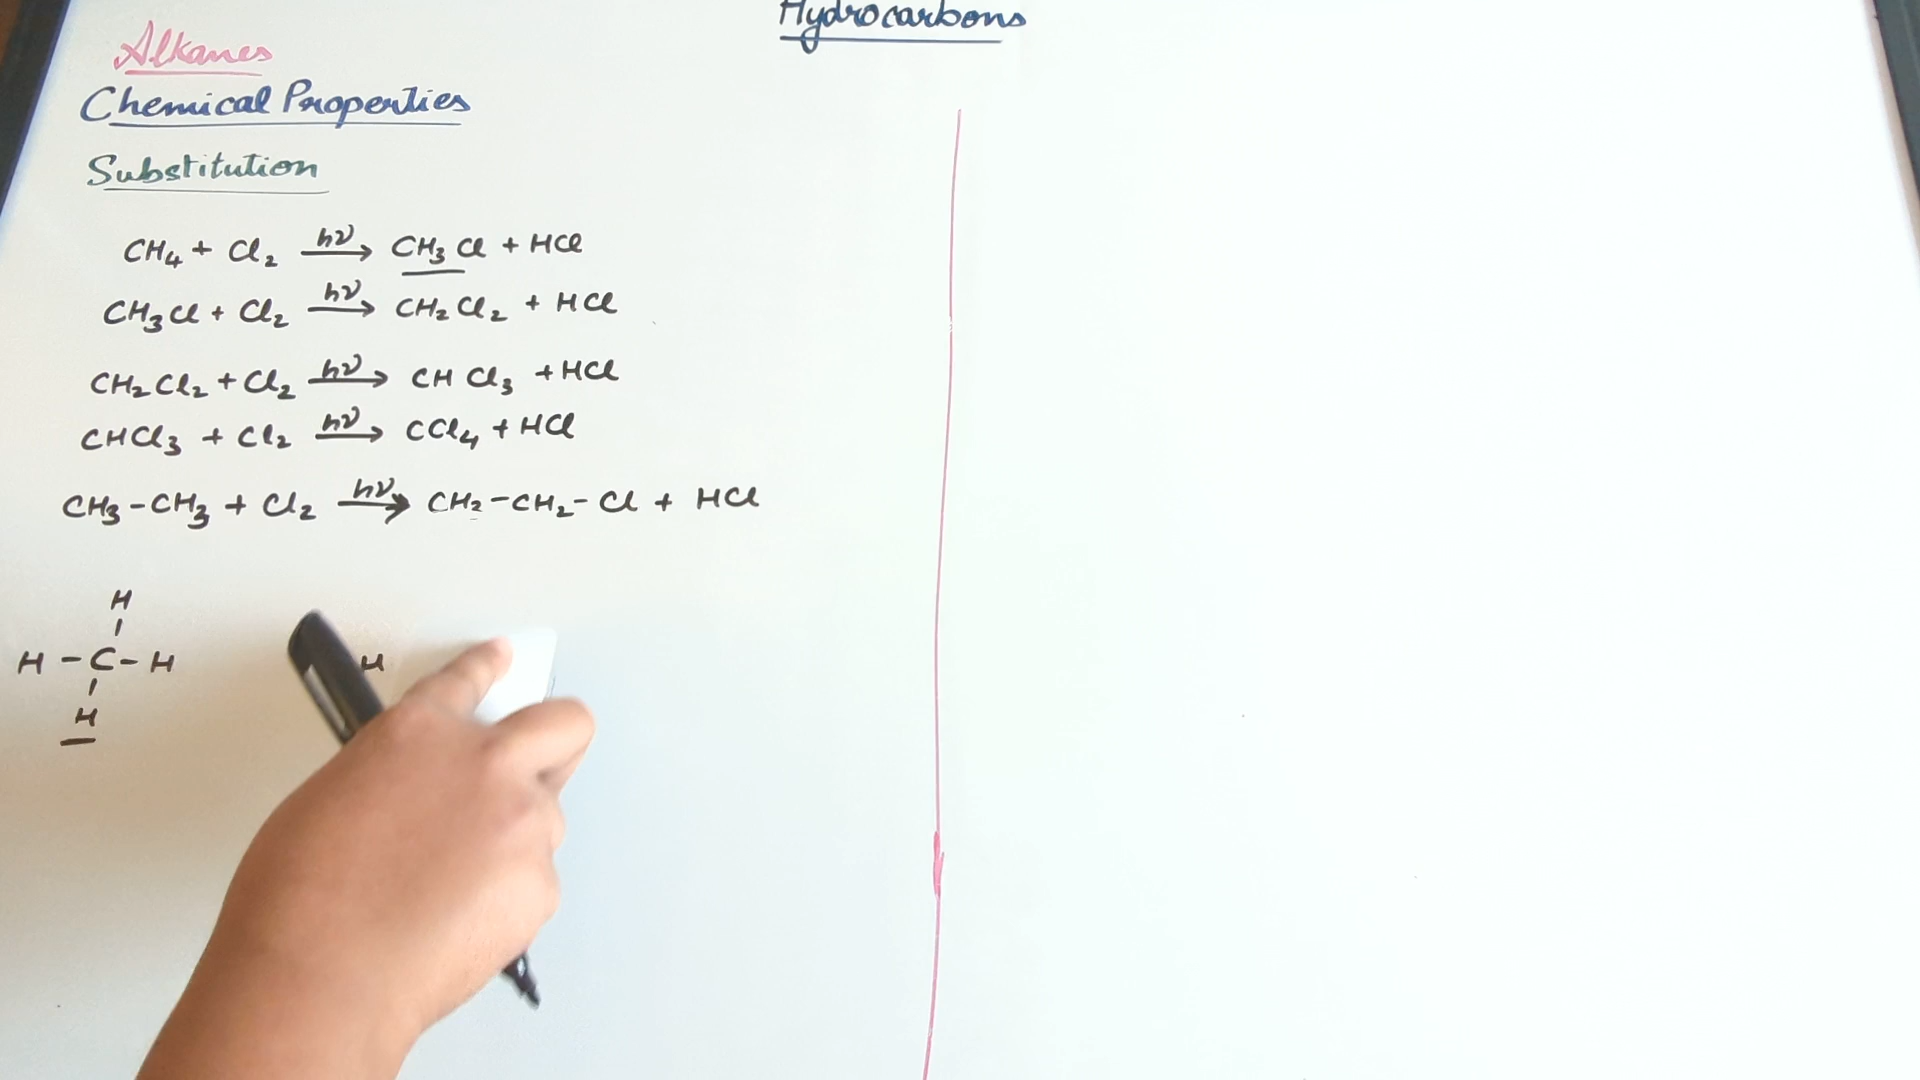 Hydrocarbons
Alkanes
Chemical Properties
Substitution
CH₄ + Cl₂ —hν→ CH₃Cl + HCl
CH₃Cl + Cl₂ —hν→ CH₂Cl₂ + HCl
CH₂Cl₂ + Cl₂ —hν→ CHCl₃ + HCl
CHCl₃ + Cl₂ —hν→ CCl₄ + HCl
CH₃-CH₃ + Cl₂ —hν→ CH₂-CH₂-Cl + HCl
H
H-C-H
H
H